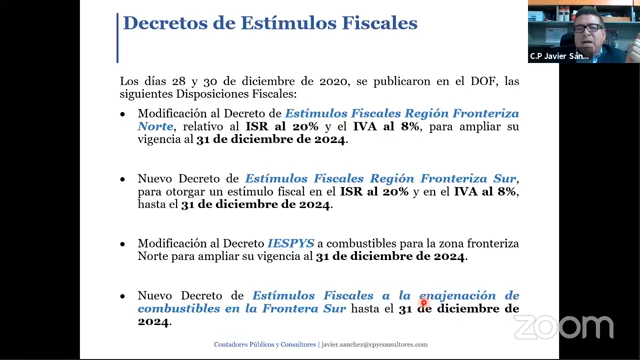 Decretos de Estímulos Fiscales
C.P Javier Sán...
Los días 28 y 30 de diciembre de 2020, se publicaron en el DOF, las
siguientes Disposiciones Fiscales:
• Modificación al Decreto de Estímulos Fiscales Región Fronteriza
Norte, relativo al ISR al 20% y el IVA al 8%, para ampliar su
vigencia al 31 de diciembre de 2024.
• Nuevo Decreto de Estímulos Fiscales Región Fronteriza Sur,
para otorgar un estímulo fiscal en el ISR al 20% y en el IVA al 8%,
hasta el 31 de diciembre de 2024.
• Modificación al Decreto IESPYS a combustibles para la zona fronteriza
Norte para ampliar su vigencia al 31 de diciembre de 2024.
• Nuevo Decreto de Estímulos Fiscales a la enajenación de
combustibles en la Frontera Sur hasta el 31 de diciembre de
2024.
zoom
Contadores Públicos y Consultores | javier.sanchez@cpyconsultores.com